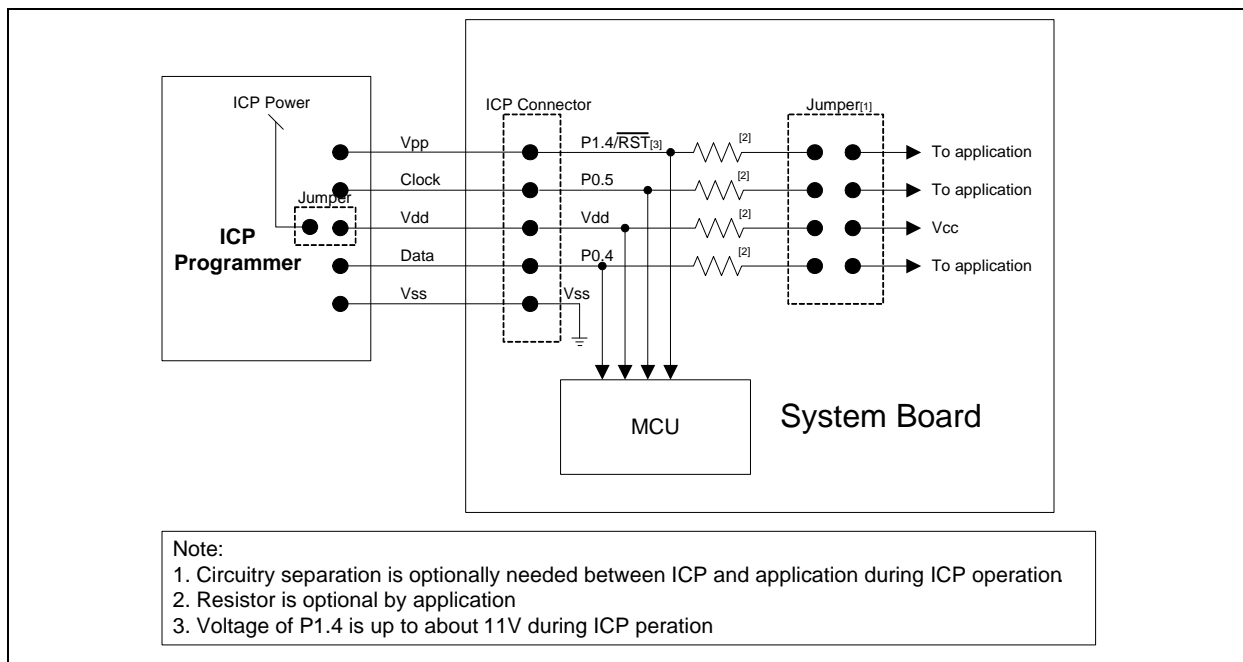 ICP Power
ICP Connector
Jumper[1]
Vpp
P1.4/RST[3]
[2]
To application
Clock
P0.5
[2]
To application
Jumper
Vdd
Vdd
[2]
Vcc
ICP
Programmer
Data
P0.4
[2]
To application
Vss
Vss
MCU
System Board
Note:
1. Circuitry separation is optionally needed between ICP and application during ICP operation.
2. Resistor is optional by application
3. Voltage of P1.4 is up to about 11V during ICP peration